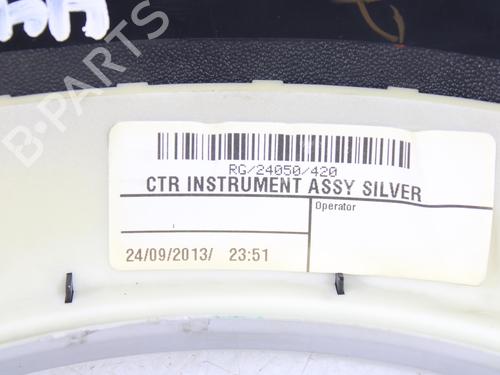 B-PARTS
RG/24050/420
CTR INSTRUMENT ASSY SILVER
Operator
24/09/2013/ 23:51